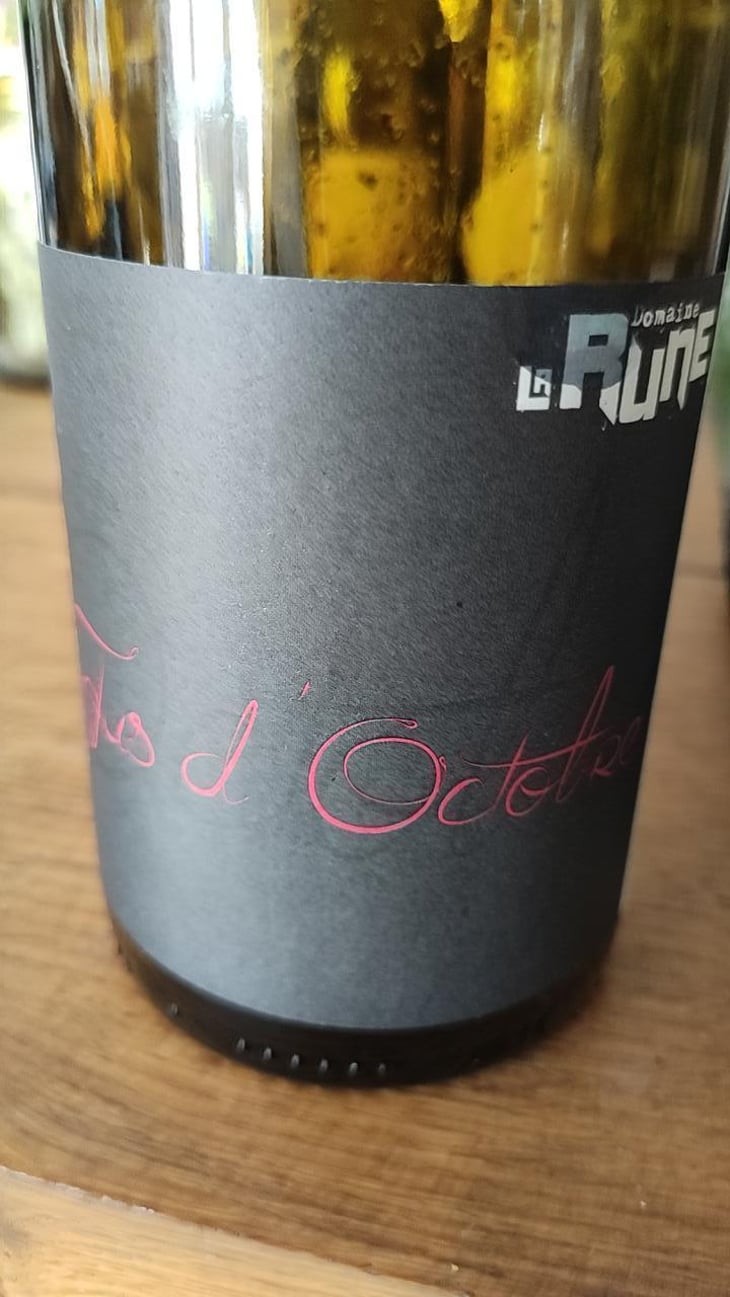 Domaine
LA RUNE
d'Octobre